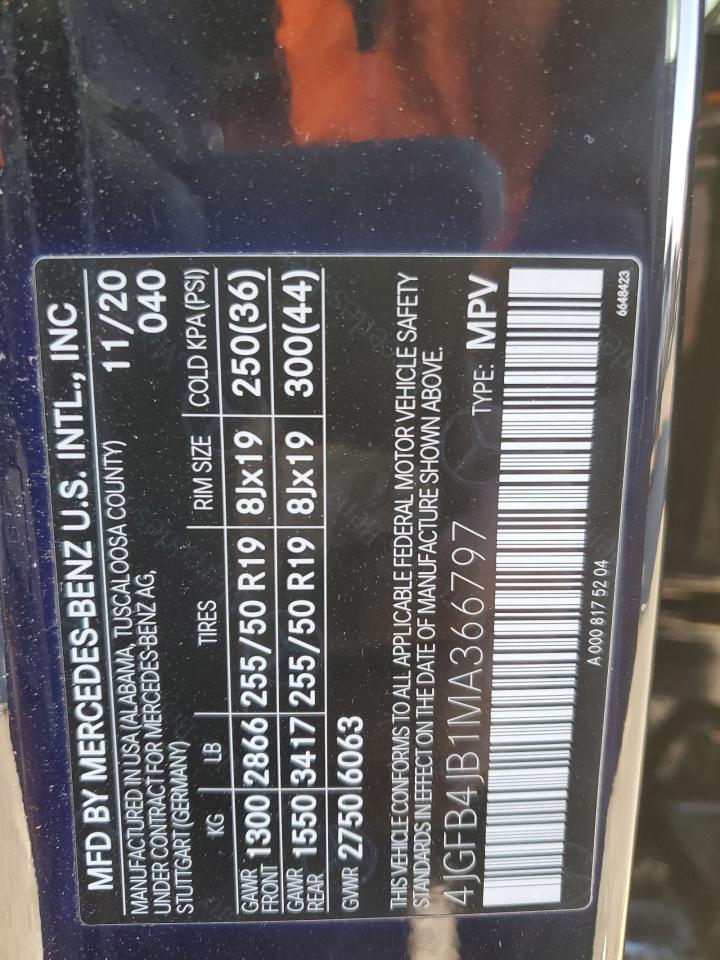 MFD BY MERCEDES-BENZ U.S. INTL., INC
MANUFACTURED IN USA (ALABAMA, TUSCALOOSA COUNTY) 11/20
UNDER CONTRACT FOR MERCEDES-BENZ AG, 040
STUTTGART (GERMANY)
KG LB TIRES RIM SIZE COLD KPA (PSI)
GAWR FRONT 1300 2866 255/50 R19 8Jx19 250(36)
GAWR REAR 1550 3417 255/50 R19 8Jx19 300(44)
GVWR 2750 6063
THIS VEHICLE CONFORMS TO ALL APPLICABLE FEDERAL MOTOR VEHICLE SAFETY
STANDARDS IN EFFECT ON THE DATE OF MANUFACTURE SHOWN ABOVE.
4JGFB4JB1MA366797 TYPE: MPV
A 000 817 52 04
6648423